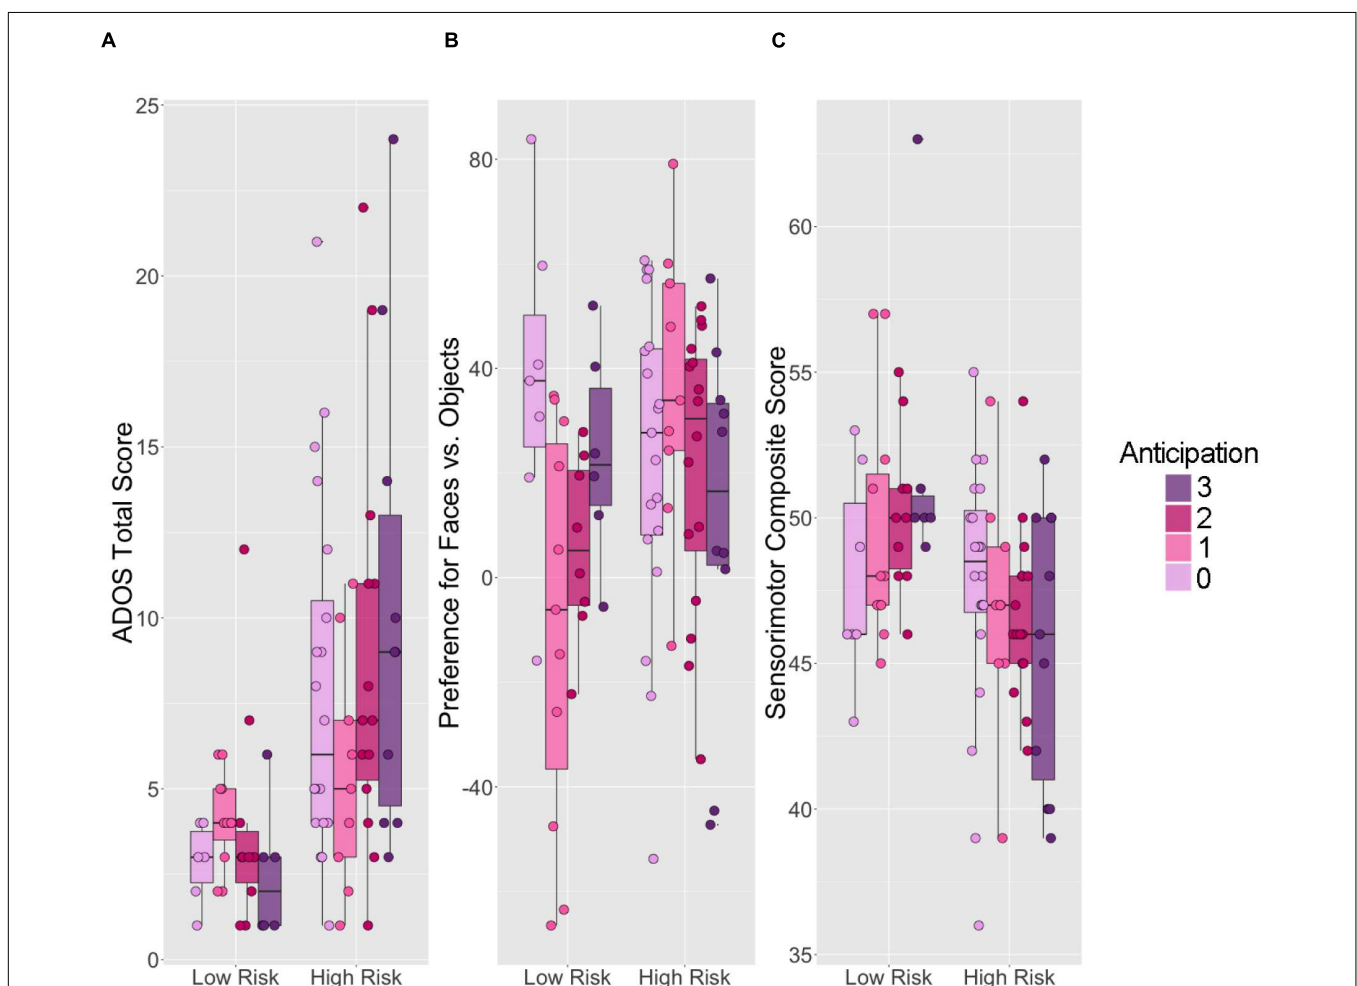 A
B
C
ADOS Total Score
25
20
15
10
5
0
Low Risk
High Risk
Preference for Faces vs. Objects
80
40
0
-40
Low Risk
High Risk
Sensorimotor Composite Score
60
55
50
45
40
35
Low Risk
High Risk
Anticipation
3
2
1
0